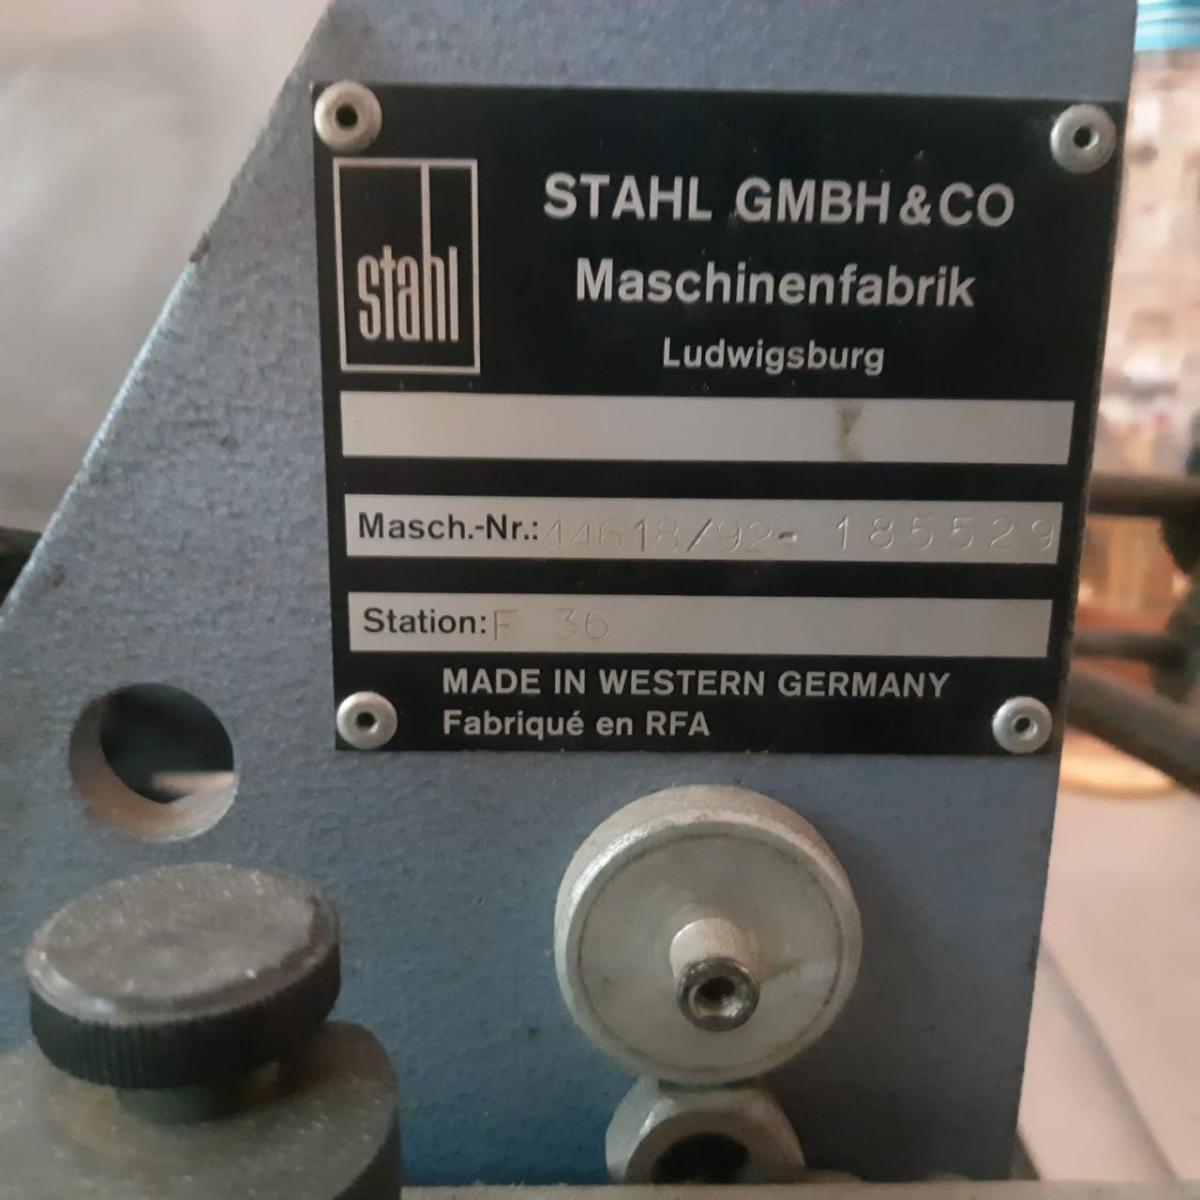 stahl
STAHL GMBH & CO
Maschinenfabrik
Ludwigsburg
Masch.-Nr.: 44618/92- 185529
Station: F 36
MADE IN WESTERN GERMANY
Fabriqué en RFA